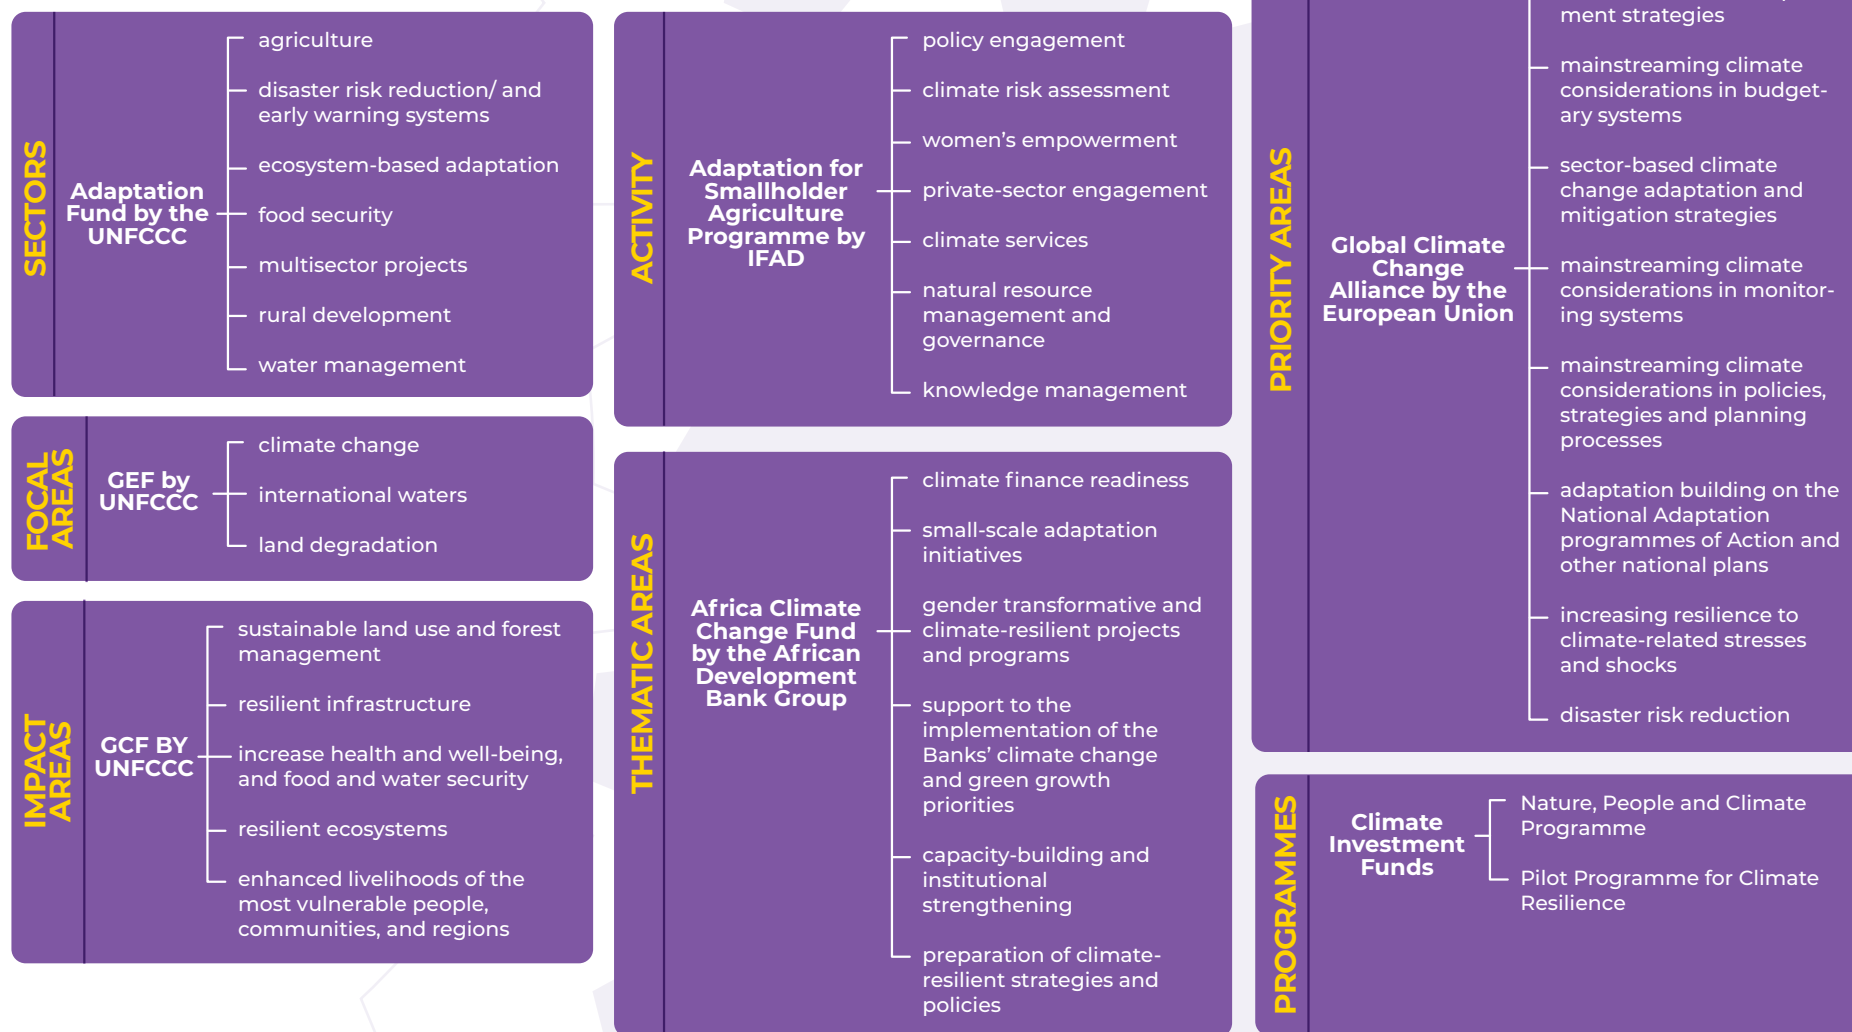 SECTORS
Adaptation
Fund by the
UNFCCC
agriculture
disaster risk reduction/ and
early warning systems
ecosystem-based adaptation
food security
multisector projects
rural development
water management
FOCAL
AREAS
GEF by
UNFCCC
climate change
international waters
land degradation
IMPACT
AREAS
GCF BY
UNFCCC
sustainable land use and forest
management
resilient infrastructure
increase health and well-being,
and food and water security
resilient ecosystems
enhanced livelihoods of the
most vulnerable people,
communities, and regions
ACTIVITY
Adaptation for
Smallholder
Agriculture
Programme by
IFAD
policy engagement
climate risk assessment
women’s empowerment
private-sector engagement
climate services
natural resource
management and
governance
knowledge management
THEMATIC AREAS
Africa Climate
Change Fund
by the African
Development
Bank Group
climate finance readiness
small-scale adaptation
initiatives
gender transformative and
climate-resilient projects
and programs
support to the
implementation of the
Banks’ climate change
and green growth
priorities
capacity-building and
institutional
strengthening
preparation of climate-
resilient strategies and
policies
PRIORITY AREAS
Global Climate
Change
Alliance by the
European Union
ment strategies
mainstreaming climate
considerations in budget-
ary systems
sector-based climate
change adaptation and
mitigation strategies
mainstreaming climate
considerations in monitor-
ing systems
mainstreaming climate
considerations in policies,
strategies and planning
processes
adaptation building on the
National Adaptation
programmes of Action and
other national plans
increasing resilience to
climate-related stresses
and shocks
disaster risk reduction
PROGRAMMES
Climate
Investment
Funds
Nature, People and Climate
Programme
Pilot Programme for Climate
Resilience